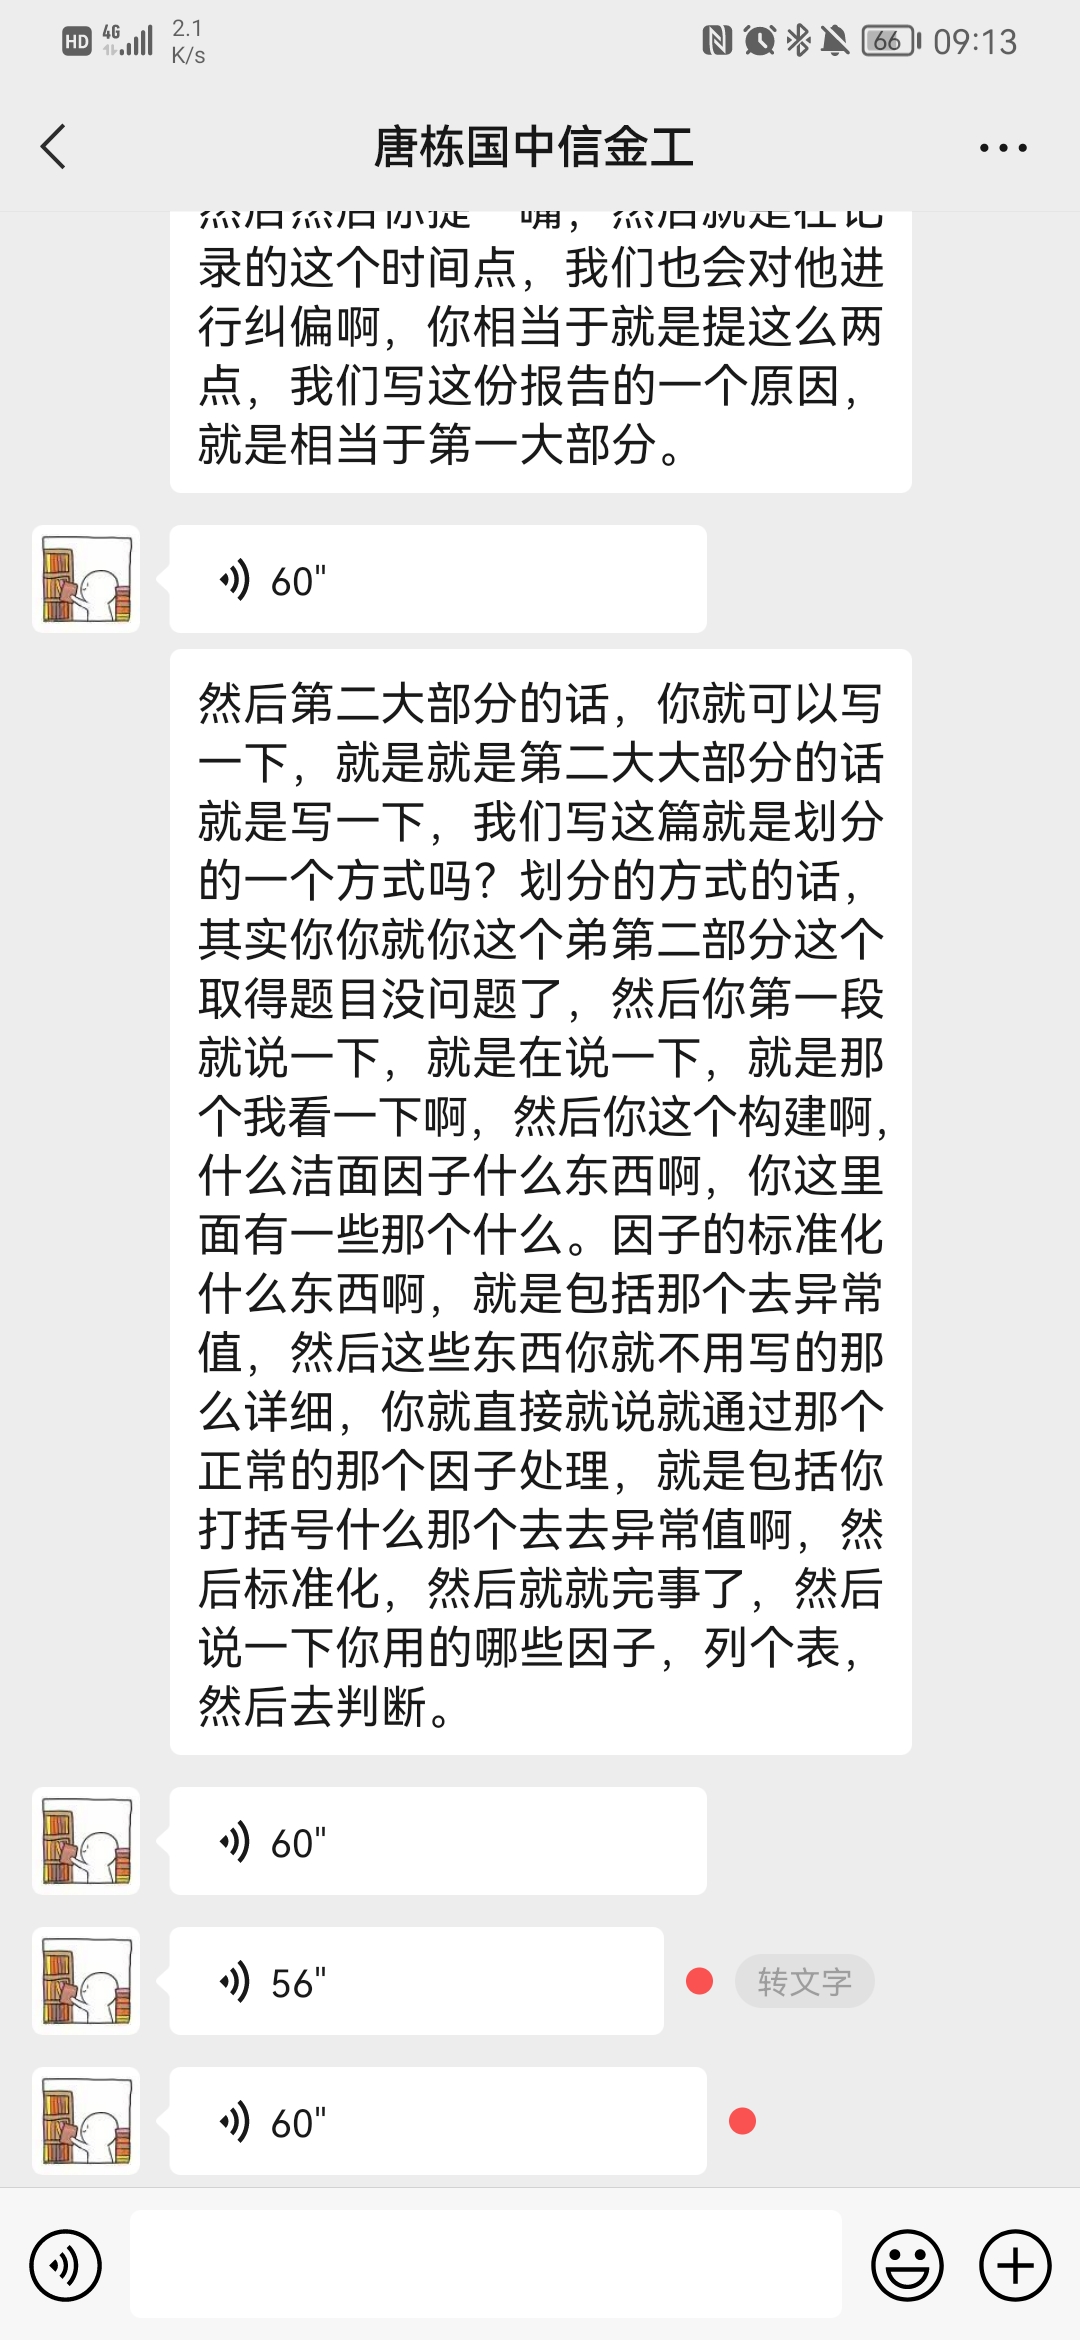 HD 4G 2.1 K/s 66 09:13
唐栋国中信金工
然后然后你提一嘴，然后就是在记
录的这个时间点，我们也会对他进
行纠偏啊，你相当于就是提这么两
点，我们写这份报告的一个原因，
就是相当于第一大部分。
60"
然后第二大部分的话，你就可以写
一下，就是就是第二大大部分的话
就是写一下，我们写这篇就是划分
的一个方式吗？划分的方式的话，
其实你你就你这个弟第二部分这个
取得题目没问题了，然后你第一段
就说一下，就是在说一下，就是那
个我看一下啊，然后你这个构建啊，
什么洁面因子什么东西啊，你这里
面有一些那个什么。因子的标准化
什么东西啊，就是包括那个去异常
值，然后这些东西你就不用写的那
么详细，你就直接就说就通过那个
正常的那个因子处理，就是包括你
打括号什么那个去去异常值啊，然
后标准化，然后就就完事了，然后
说一下你用的哪些因子，列个表，
然后去判断。
60"
56" 转文字
60"